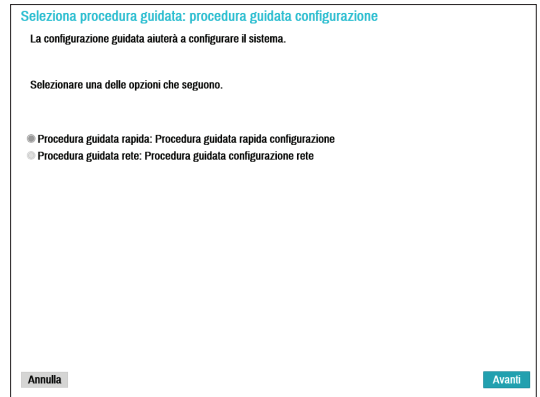 Seleziona procedura guidata: procedura guidata configurazione
La configurazione guidata aiuterà a configurare il sistema.
Selezionare una delle opzioni che seguono.
Procedura guidata rapida: Procedura guidata rapida configurazione
Procedura guidata rete: Procedura guidata configurazione rete
Annulla
Avanti